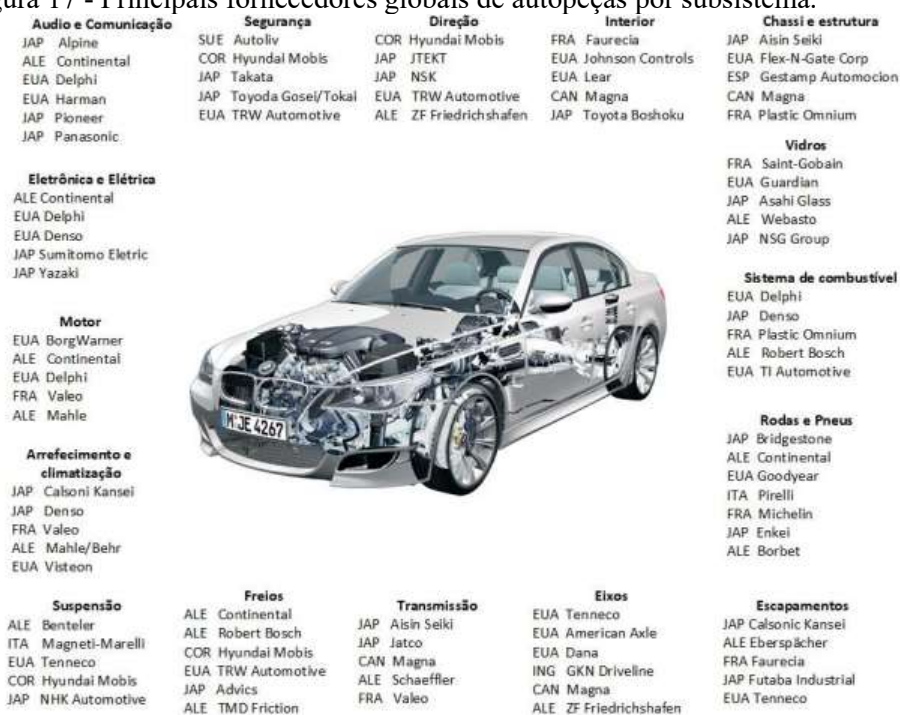 ura 17 - Principais fornecedores globais de autopeças por subsistema.
Audio e Comunicação
JAP Alpine
ALE Continental
EUA Delphi
EUA Harman
JAP Pioneer
JAP Panasonic
Segurança
SUE Autoliv
COR Hyundai Mobis
JAP Takata
JAP Toyoda Gosei/Tokai
EUA TRW Automotive
Direção
COR Hyundai Mobis
JAP JTEKT
JAP NSK
EUA TRW Automotive
ALE ZF Friedrichshafen
Interior
FRA Faurecia
EUA Johnson Controls
EUA Lear
CAN Magna
JAP Toyota Boshoku
Chassi e estrutura
JAP Aisin Seiki
EUA Flex-N-Gate Corp
ESP Gestamp Automocion
CAN Magna
FRA Plastic Omnium
Eletrônica e Elétrica
ALE Continental
EUA Delphi
EUA Denso
JAP Sumitomo Eletric
JAP Yazaki
Vidros
FRA Saint-Gobain
EUA Guardian
JAP Asahi Glass
ALE Webasto
JAP NSG Group
Sistema de combustível
EUA Delphi
JAP Denso
FRA Plastic Omnium
ALE Robert Bosch
EUA TI Automotive
Motor
EUA BorgWarner
ALE Continental
EUA Delphi
FRA Valeo
ALE Mahle
M JE 4267
Rodas e Pneus
JAP Bridgestone
ALE Continental
EUA Goodyear
ITA Pirelli
FRA Michelin
JAP Enkei
ALE Borbet
Arrefecimento e
climatização
JAP Calsoni Kansei
JAP Denso
FRA Valeo
ALE Mahle/Behr
EUA Visteon
Suspensão
ALE Benteler
ITA Magneti-Marelli
EUA Tenneco
COR Hyundai Mobis
JAP NHK Automotive
Freios
ALE Continental
ALE Robert Bosch
COR Hyundai Mobis
EUA TRW Automotive
JAP Advics
ALE TMD Friction
Transmissão
JAP Aisin Seiki
JAP Jatco
CAN Magna
ALE Schaeffler
FRA Valeo
Eixos
EUA Tenneco
EUA American Axle
EUA Dana
ING GKN Driveline
CAN Magna
ALE ZF Friedrichshafen
Escapamentos
JAP Calsonic Kansei
ALE Eberspächer
FRA Faurecia
JAP Futaba Industrial
EUA Tenneco